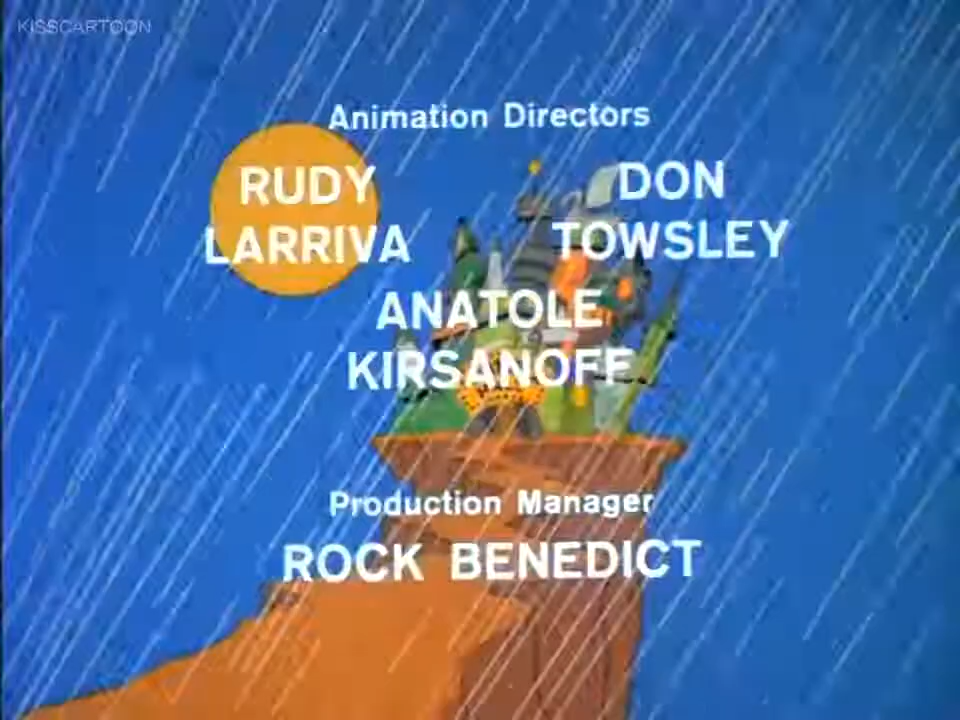 KISSCARTOON
Animation Directors
RUDY LARRIVA
DON TOWSLEY
ANATOLE KIRSANOFF
Production Manager
ROCK BENEDICT